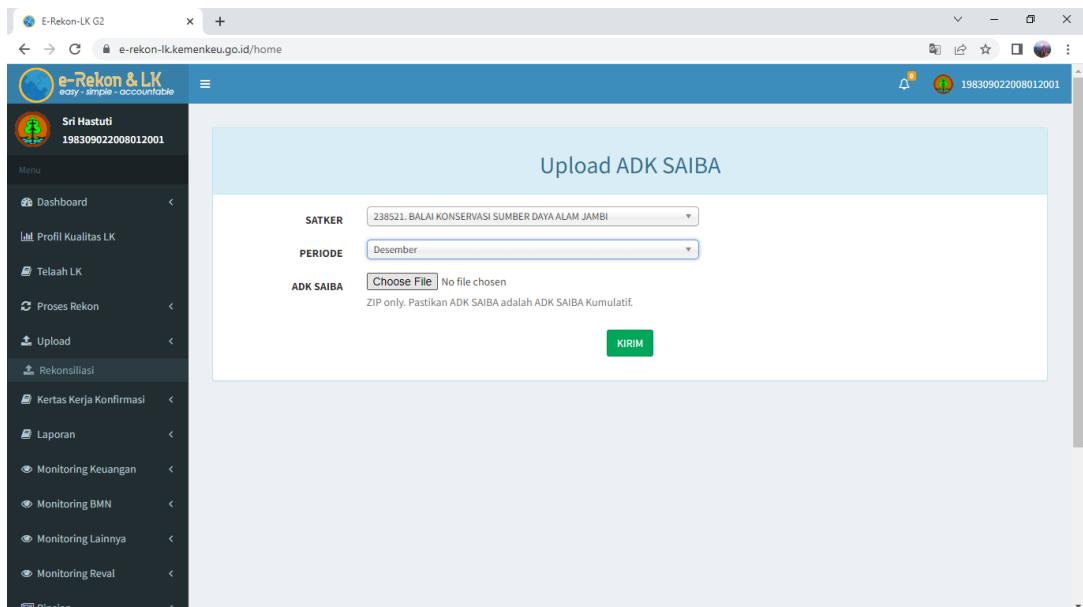 E-Rekon-LK G2
e-rekon-lk.kemenkeu.go.id/home
e-Rekon & LK
easy - simple - accountable
0
198309022008012001
Sri Hastuti
198309022008012001
Menu
Dashboard
Profil Kualitas LK
Telaah LK
Proses Rekon
Upload
Rekonsiliasi
Kertas Kerja Konfirmasi
Laporan
Monitoring Keuangan
Monitoring BMN
Monitoring Lainnya
Monitoring Reval
Upload ADK SAIBA
SATKER 238521. BALAI KONSERVASI SUMBER DAYA ALAM JAMBI
PERIODE Desember
ADK SAIBA Choose File No file chosen
ZIP only. Pastikan ADK SAIBA adalah ADK SAIBA Kumulatif.
KIRIM